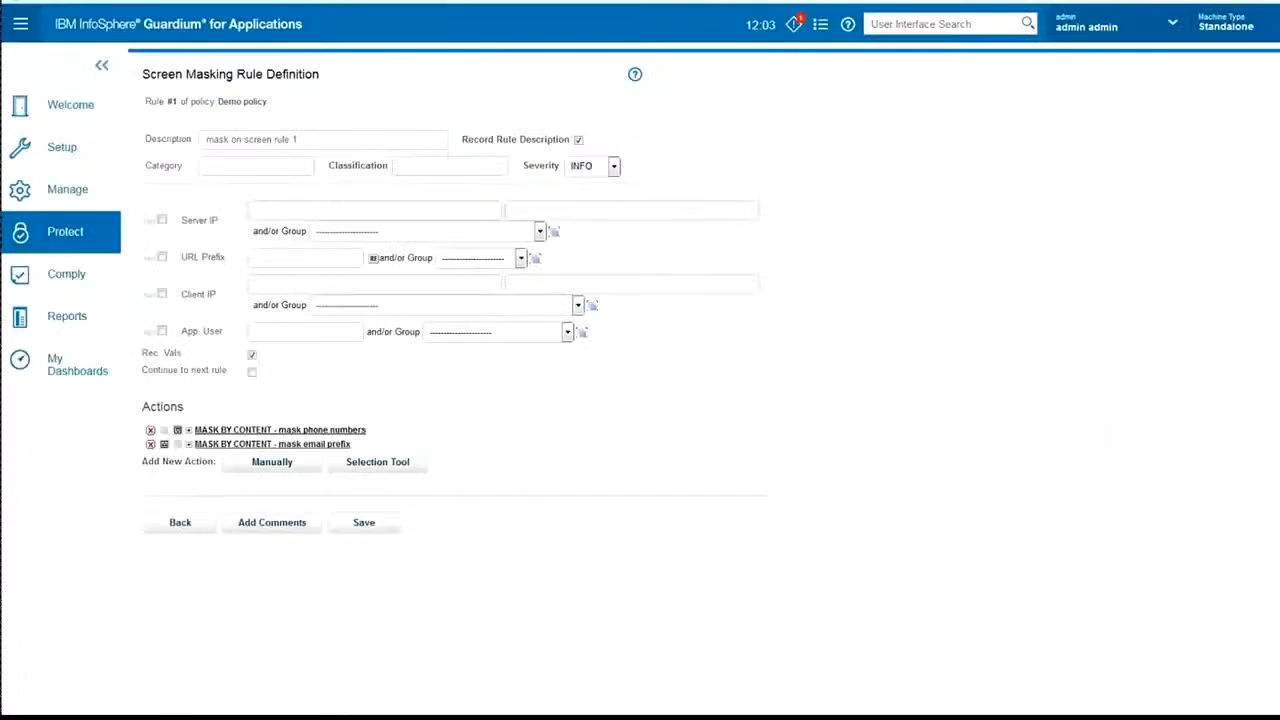 IBM InfoSphere® Guardium® for Applications
12:03
1
User Interface Search
admin
admin admin
Machine Type
Standalone
Welcome
Setup
Manage
Protect
Comply
Reports
My
Dashboards
Screen Masking Rule Definition
Rule #1 of policy Demo policy
Description mask on screen rule 1 Record Rule Description
Category Classification Severity INFO
Server IP
and/or Group ----------------------
URL Prefix and/or Group ----------------------
Client IP
and/or Group ----------------------
App. User and/or Group ----------------------
Rec. Vals
Continue to next rule
Actions
MASK BY CONTENT - mask phone numbers
MASK BY CONTENT - mask email prefix
Add New Action: Manually Selection Tool
Back Add Comments Save